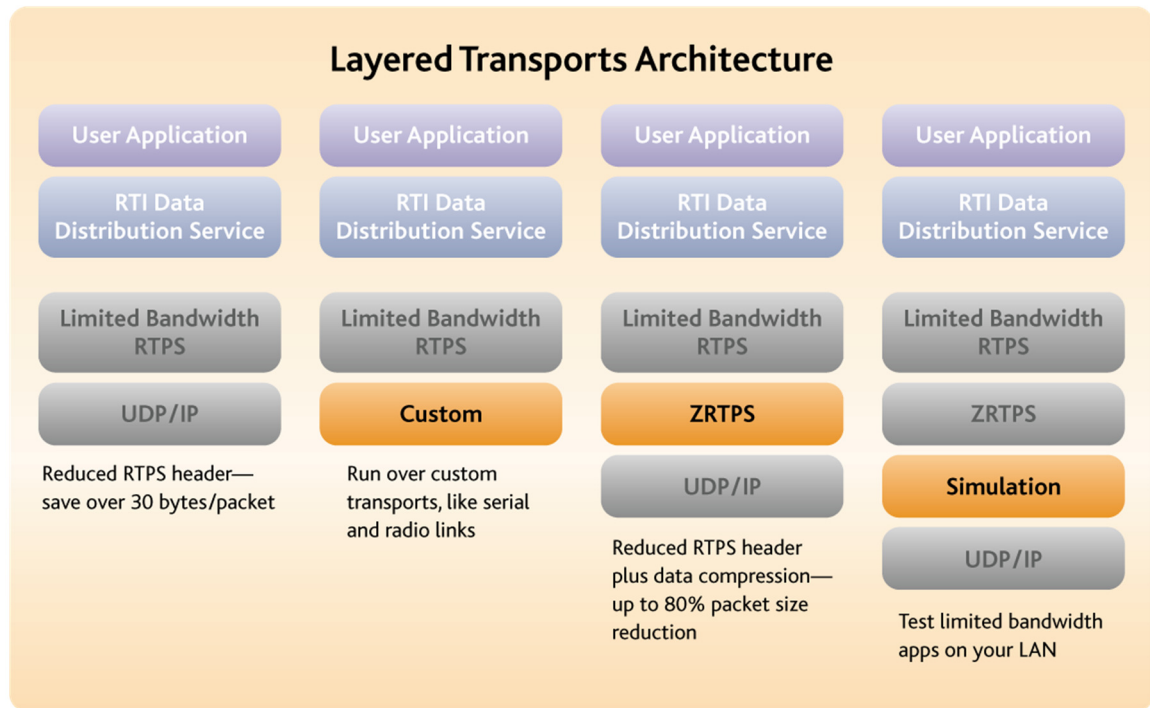 Layered Transports Architecture
User Application
RTI Data
Distribution Service
Limited Bandwidth
RTPS
UDP/IP
Reduced RTPS header—
save over 30 bytes/packet
User Application
RTI Data
Distribution Service
Limited Bandwidth
RTPS
Custom
Run over custom
transports, like serial
and radio links
User Application
RTI Data
Distribution Service
Limited Bandwidth
RTPS
ZRTPS
UDP/IP
Reduced RTPS header
plus data compression—
up to 80% packet size
reduction
User Application
RTI Data
Distribution Service
Limited Bandwidth
RTPS
ZRTPS
Simulation
UDP/IP
Test limited bandwidth
apps on your LAN